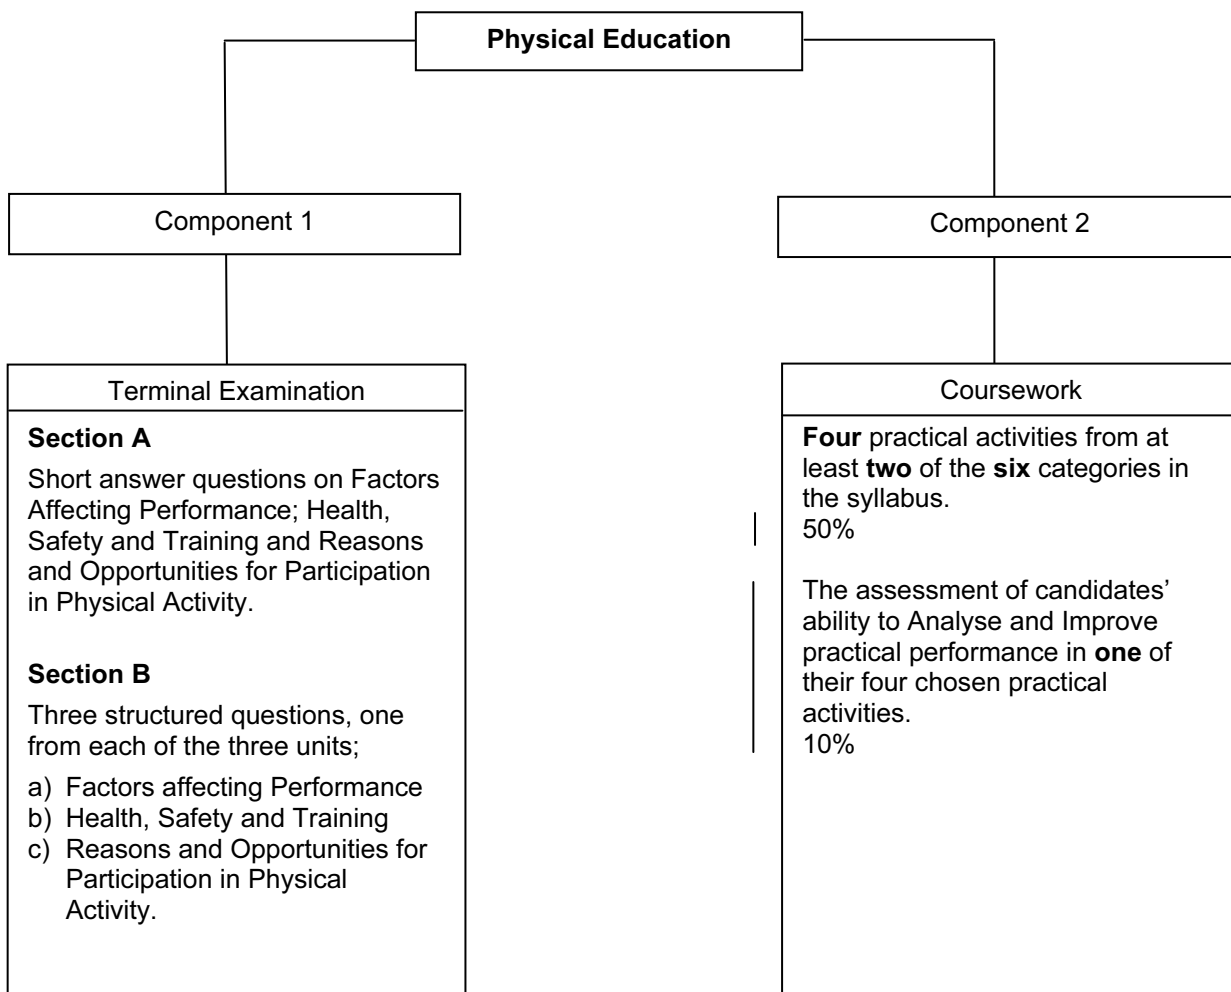 Physical Education
Component 1
Terminal Examination
Section A
Short answer questions on Factors
Affecting Performance; Health,
Safety and Training and Reasons
and Opportunities for Participation
in Physical Activity.
Section B
Three structured questions, one
from each of the three units;
a) Factors affecting Performance
b) Health, Safety and Training
c) Reasons and Opportunities for
Participation in Physical
Activity.
Component 2
Coursework
Four practical activities from at
least two of the six categories in
the syllabus.
50%
The assessment of candidates’
ability to Analyse and Improve
practical performance in one of
their four chosen practical
activities.
10%